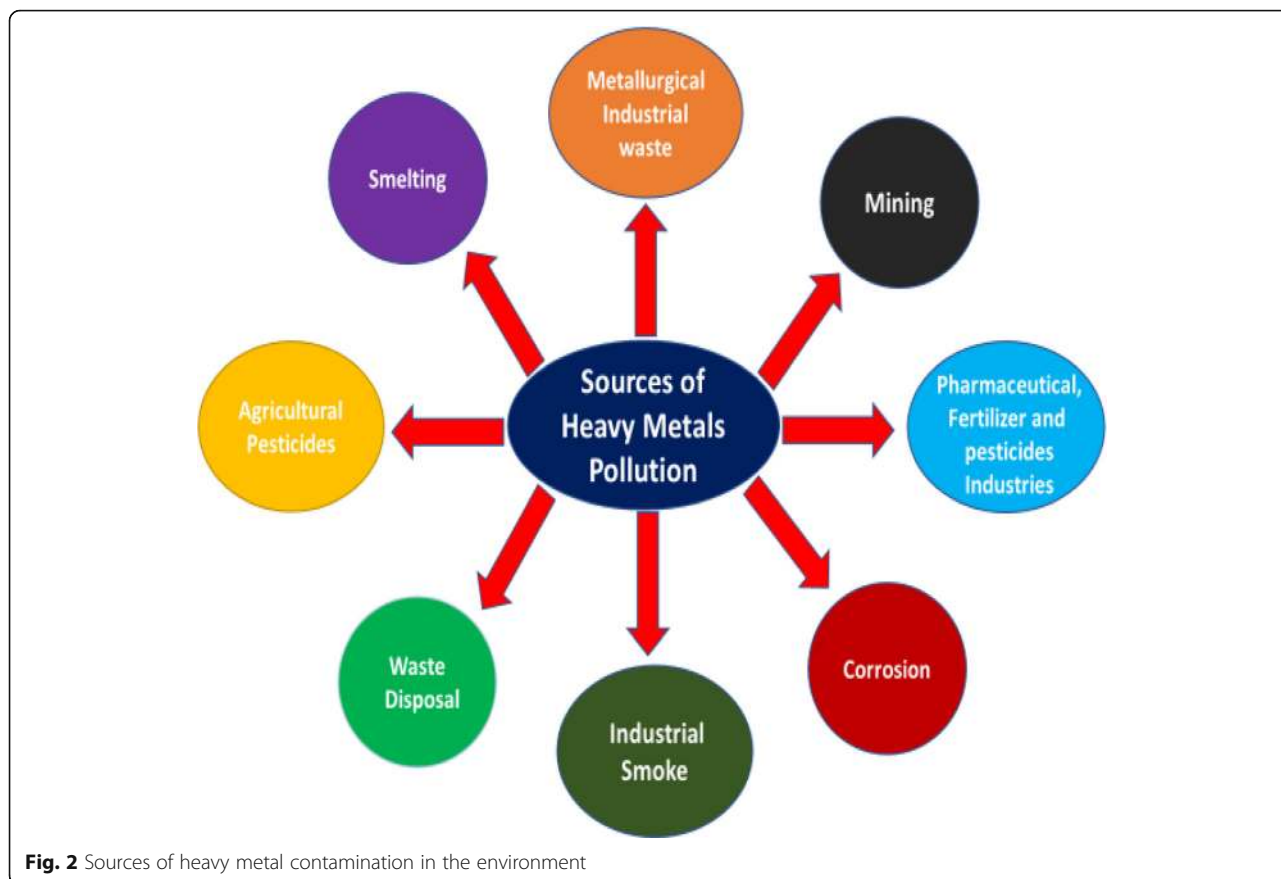 Metallurgical
Industrial
waste
Smelting
Mining
Sources of
Heavy Metals
Pollution
Agricultural
Pesticides
Pharmaceutical,
Fertilizer and
pesticides
Industries
Waste
Disposal
Industrial
Smoke
Corrosion
Fig. 2 Sources of heavy metal contamination in the environment